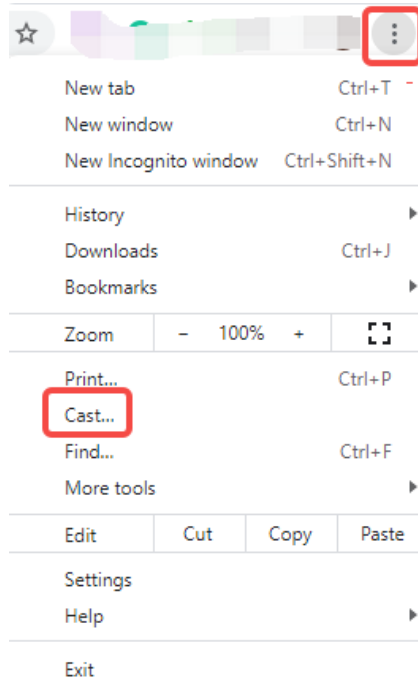 New tab Ctrl+T
New window Ctrl+N
New Incognito window Ctrl+Shift+N
History
Downloads Ctrl+J
Bookmarks
Zoom - 100% +
Print... Ctrl+P
Cast...
Find... Ctrl+F
More tools
Edit Cut Copy Paste
Settings
Help
Exit